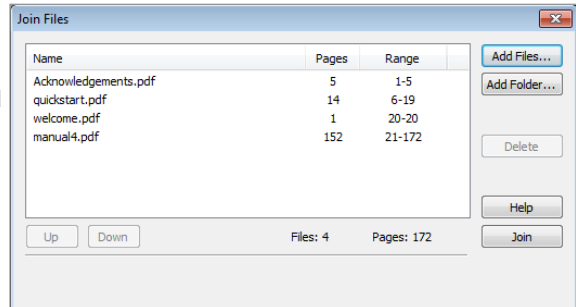 Join Files
Name Pages Range
Acknowledgements.pdf 5 1-5
quickstart.pdf 14 6-19
welcome.pdf 1 20-20
manual4.pdf 152 21-172
Add Files...
Add Folder...
Delete
Help
Up Down Files: 4 Pages: 172 Join